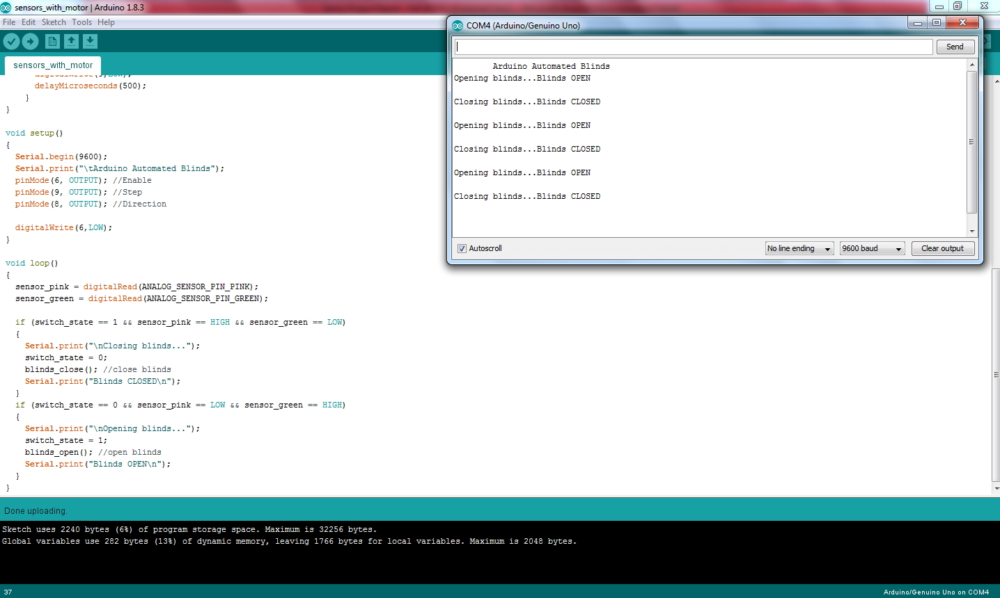 sensors_with_motor | Arduino 1.8.3
File Edit Sketch Tools Help
sensors_with_motor
delayMicroseconds(500);
}
}
void setup()
{
Serial.begin(9600);
Serial.print("\tArduino Automated Blinds");
pinMode(6, OUTPUT); //Enable
pinMode(9, OUTPUT); //Step
pinMode(8, OUTPUT); //Direction
digitalWrite(6,LOW);
}
void loop()
{
sensor_pink = digitalRead(ANALOG_SENSOR_PIN_PINK);
sensor_green = digitalRead(ANALOG_SENSOR_PIN_GREEN);
if (switch_state == 1 && sensor_pink == HIGH && sensor_green == LOW)
{
Serial.print("\nClosing blinds...");
switch_state = 0;
blinds_close(); //close blinds
Serial.print("Blinds CLOSED\n");
}
if (switch_state == 0 && sensor_pink == LOW && sensor_green == HIGH)
{
Serial.print("\nOpening blinds...");
switch_state = 1;
blinds_open(); //open blinds
Serial.print("Blinds OPEN\n");
}
}
COM4 (Arduino/Genuino Uno)
Send
Arduino Automated Blinds
Opening blinds...Blinds OPEN
Closing blinds...Blinds CLOSED
Opening blinds...Blinds OPEN
Closing blinds...Blinds CLOSED
Opening blinds...Blinds OPEN
Closing blinds...Blinds CLOSED
Autoscroll
No line ending
9600 baud
Clear output
Done uploading.
Sketch uses 2240 bytes (6%) of program storage space. Maximum is 32256 bytes.
Global variables use 282 bytes (13%) of dynamic memory, leaving 1766 bytes for local variables. Maximum is 2048 bytes.
37
Arduino/Genuino Uno on COM4